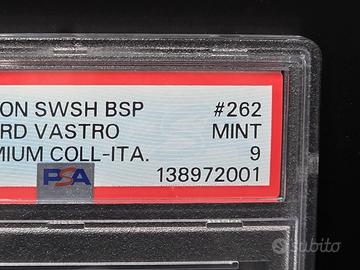 ON SWSH BSP #262
RD VASTRO MINT
MIUM COLL-ITA. 9
138972001
PSA
subito